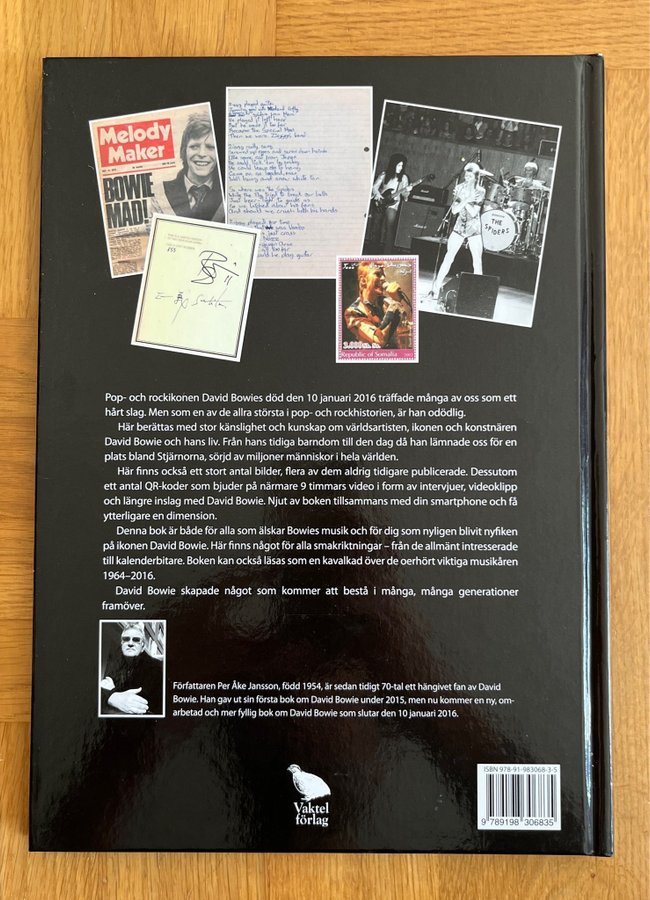 Melody
Maker
BOWIE
MAD!
THE
SPIDERS
3.000
Republic of Somalia
Pop- och rockikonen David Bowies död den 10 januari 2016 träffade många av oss som ett
hårt slag. Men som en av de allra största i pop- och rockhistorien, är han odödlig.
Här berättas med stor känslighet och kunskap om världsartisten, ikonen och konstnären
David Bowie och hans liv. Från hans tidiga barndom till den dag då han lämnade oss för en
plats bland Stjärnorna, sörjd av miljoner människor i hela världen.
Här finns också ett stort antal bilder, flera av dem aldrig tidigare publicerade. Dessutom
ett antal QR-koder som bjuder på närmare 9 timmars video i form av intervjuer, videoklipp
och längre inslag med David Bowie. Njut av boken tillsammans med din smartphone och få
ytterligare en dimension.
Denna bok är både för alla som älskar Bowies musik och för dig som nyligen blivit nyfiken
på ikonen David Bowie. Här finns något för alla smakriktningar – från de allmänt intresserade
till kalenderbitare. Boken kan också läsas som en kavalkad över de oerhört viktiga musikåren
1964–2016.
David Bowie skapade något som kommer att bestå i många, många generationer
framöver.
Författaren Per Åke Jansson, född 1954, är sedan tidigt 70-tal ett hängivet fan av David
Bowie. Han gav ut sin första bok om David Bowie under 2015, men nu kommer en ny, om-
arbetad och mer fyllig bok om David Bowie som slutar den 10 januari 2016.
Vaktel
förlag
ISBN 978-91-983068-3-5
9 789198 306835